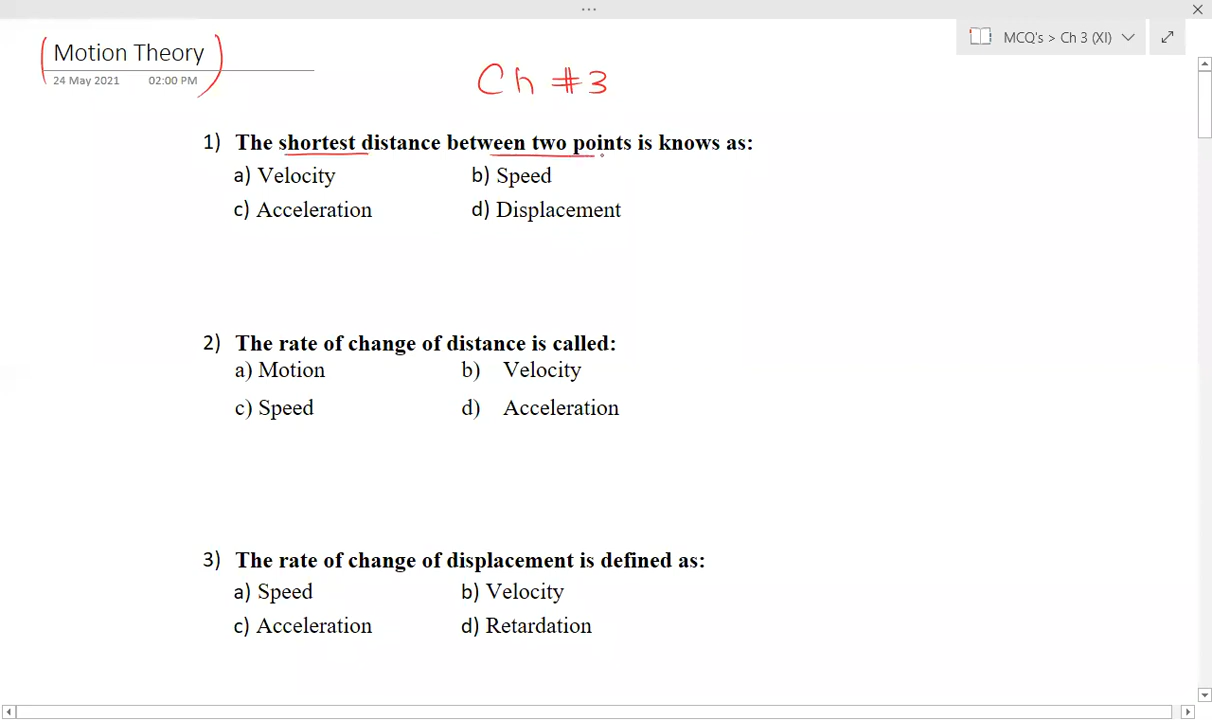 MCQ's > Ch 3 (XI)
Motion Theory
24 May 2021 02:00 PM
Ch #3
1) The shortest distance between two points is knows as:
a) Velocity b) Speed
c) Acceleration d) Displacement
2) The rate of change of distance is called:
a) Motion b) Velocity
c) Speed d) Acceleration
3) The rate of change of displacement is defined as:
a) Speed b) Velocity
c) Acceleration d) Retardation